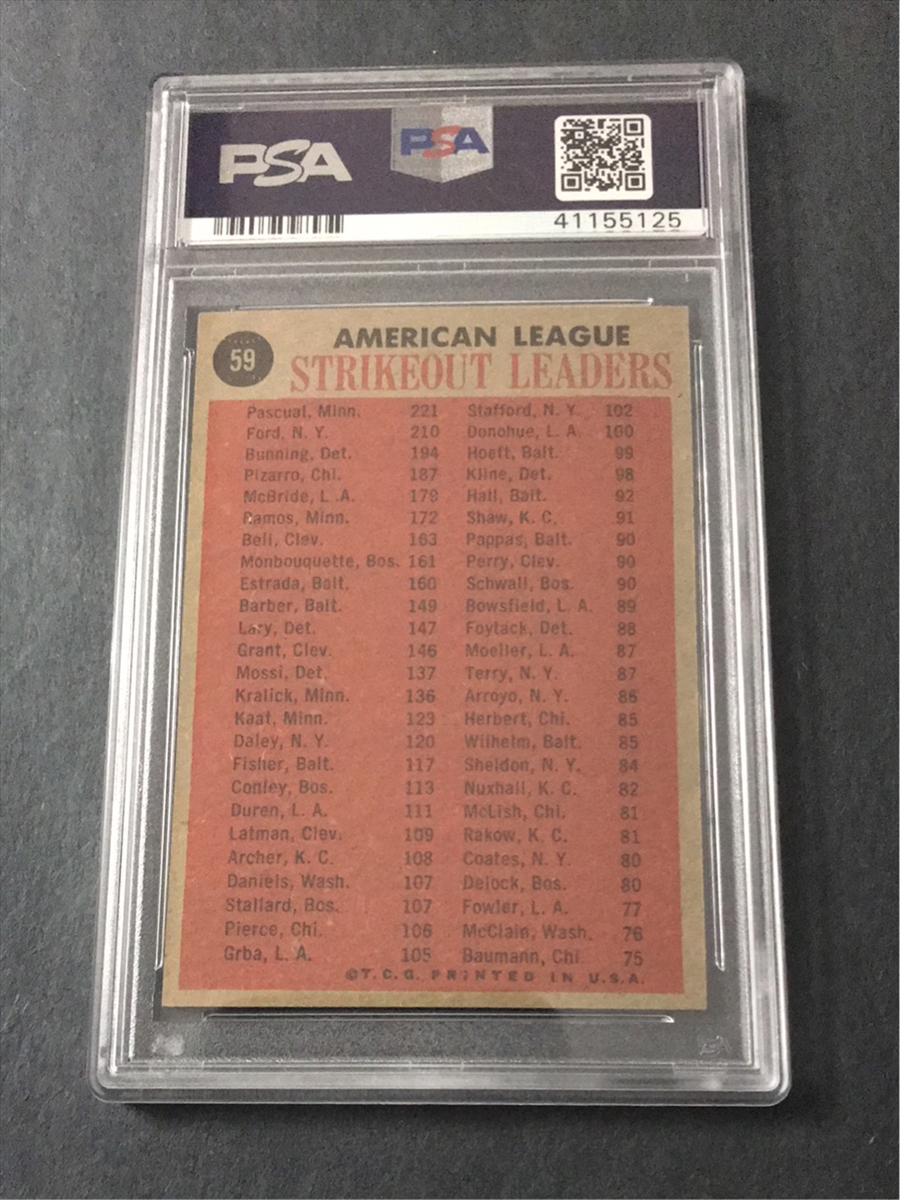 PSA PSA
41155125
59 AMERICAN LEAGUE
STRIKEOUT LEADERS
Pascual, Minn. 221 Stafford, N. Y. 102
Ford, N. Y. 210 Donohue, L. A. 100
Bunning, Det. 194 Hoeft, Balt. 99
Pizarro, Chi. 187 Kline, Det. 98
McBride, L .A. 179 Hall, Balt. 92
Ramos, Minn. 172 Shaw, K. C. 91
Bell, Clev. 163 Pappas, Balt. 90
Monbouquette, Bos. 161 Perry, Clev. 90
Estrada, Balt. 160 Schwall, Bos. 90
Barber, Balt. 149 Bowsfield, L. A. 89
Lary, Det. 147 Foytack, Det. 88
Grant, Clev. 146 Moeller, L. A. 87
Mossi, Det. 137 Terry, N. Y. 87
Kralick, Minn. 136 Arroyo, N. Y. 86
Kaat, Minn. 123 Herbert, Chi. 85
Daley, N. Y. 120 Wilhelm, Balt. 85
Fisher, Balt. 117 Sheldon, N. Y. 84
Conley, Bos. 113 Nuxhall, K. C. 82
Duren, L. A. 111 McLish, Chi. 81
Latman, Clev. 109 Rakow, K. C. 81
Archer, K. C. 108 Coates, N. Y. 80
Daniels, Wash. 107 Delock, Bos. 80
Stallard, Bos. 107 Fowler, L. A. 77
Pierce, Chi. 106 McClain, Wash. 76
Grba, L. A. 105 Baumann, Chi. 75
©T. C. G. PRINTED IN U.S.A.